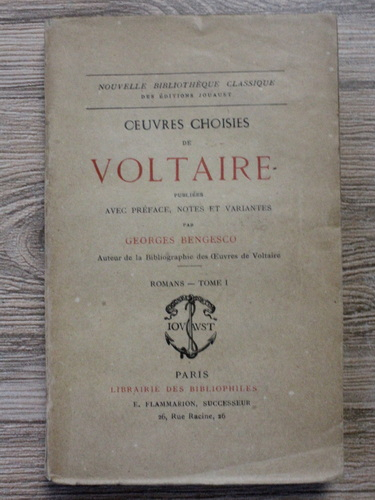 NOUVELLE BIBLIOTHÈQUE CLASSIQUE
DES ÉDITIONS JOUAUST
ŒUVRES CHOISIES
DE
VOLTAIRE
PUBLIÉES
AVEC PRÉFACE, NOTES ET VARIANTES
PAR
GEORGES BENGESCO
Auteur de la Bibliographie des Œuvres de Voltaire
ROMANS — TOME I
IOVAVST
PARIS
LIBRAIRIE DES BIBLIOPHILES
E. FLAMMARION, SUCCESSEUR
26, Rue Racine, 26